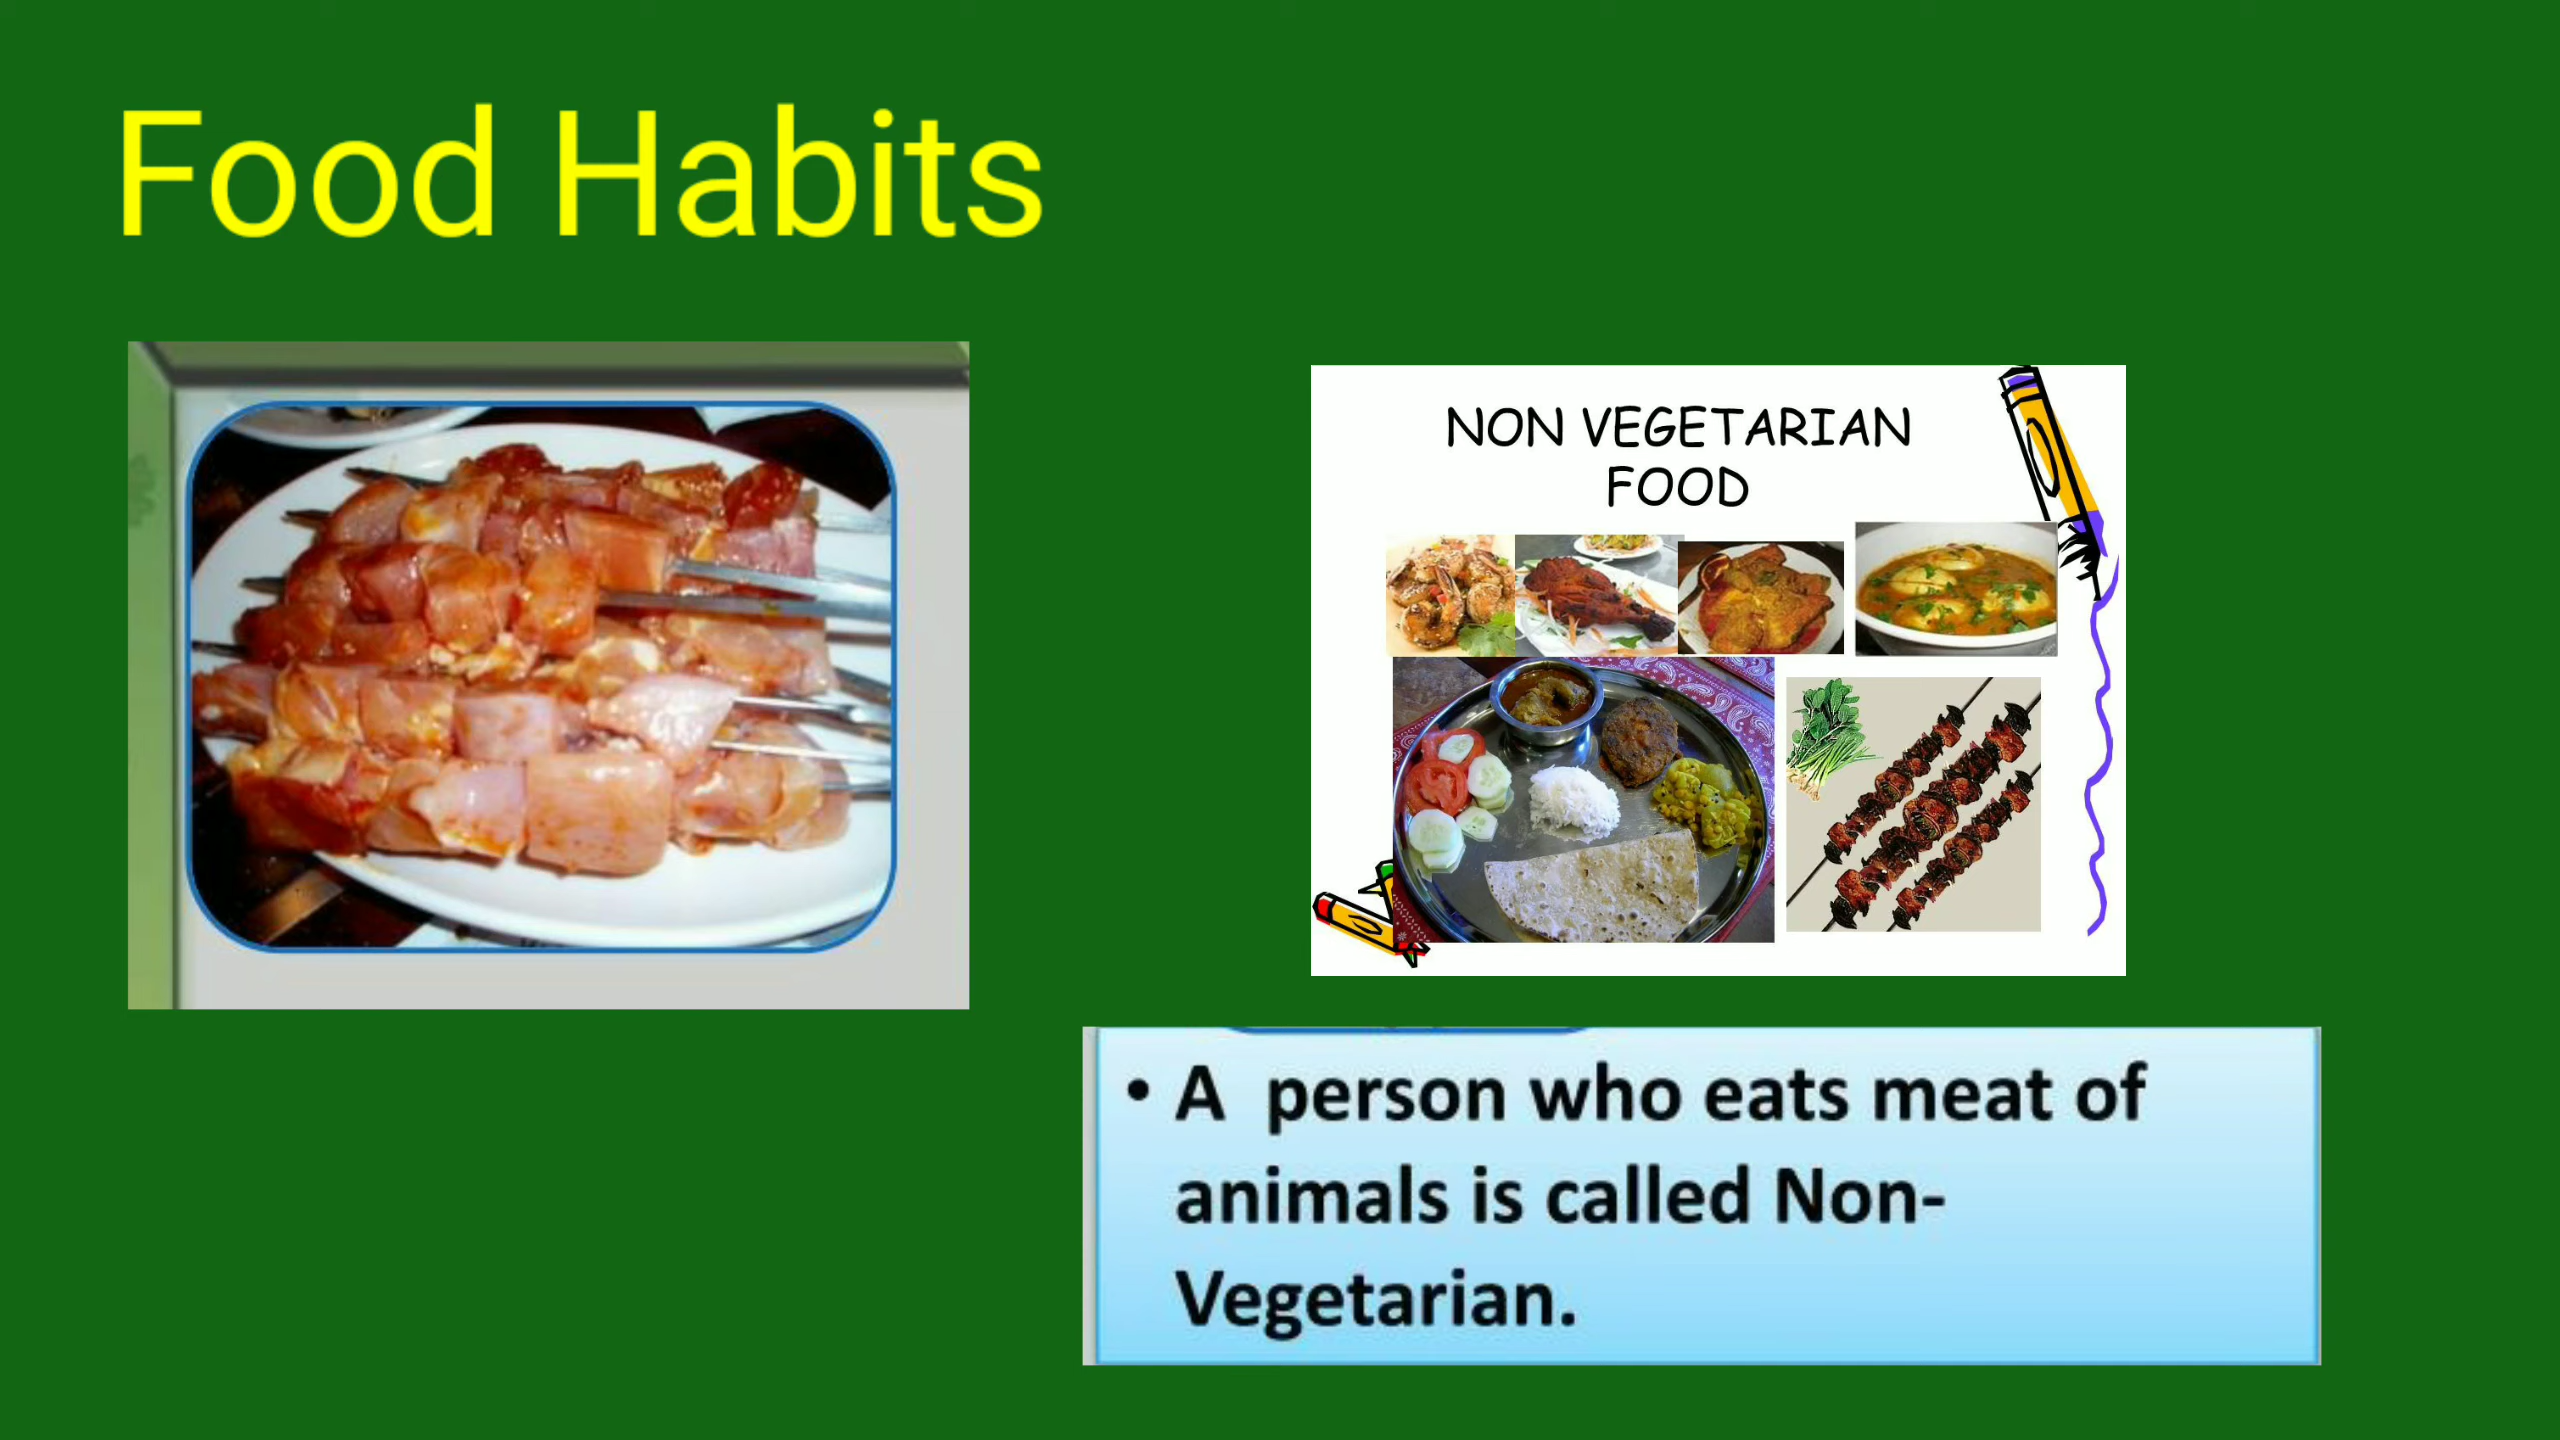 Food Habits
NON VEGETARIAN
FOOD
• A person who eats meat of
animals is called Non-
Vegetarian.